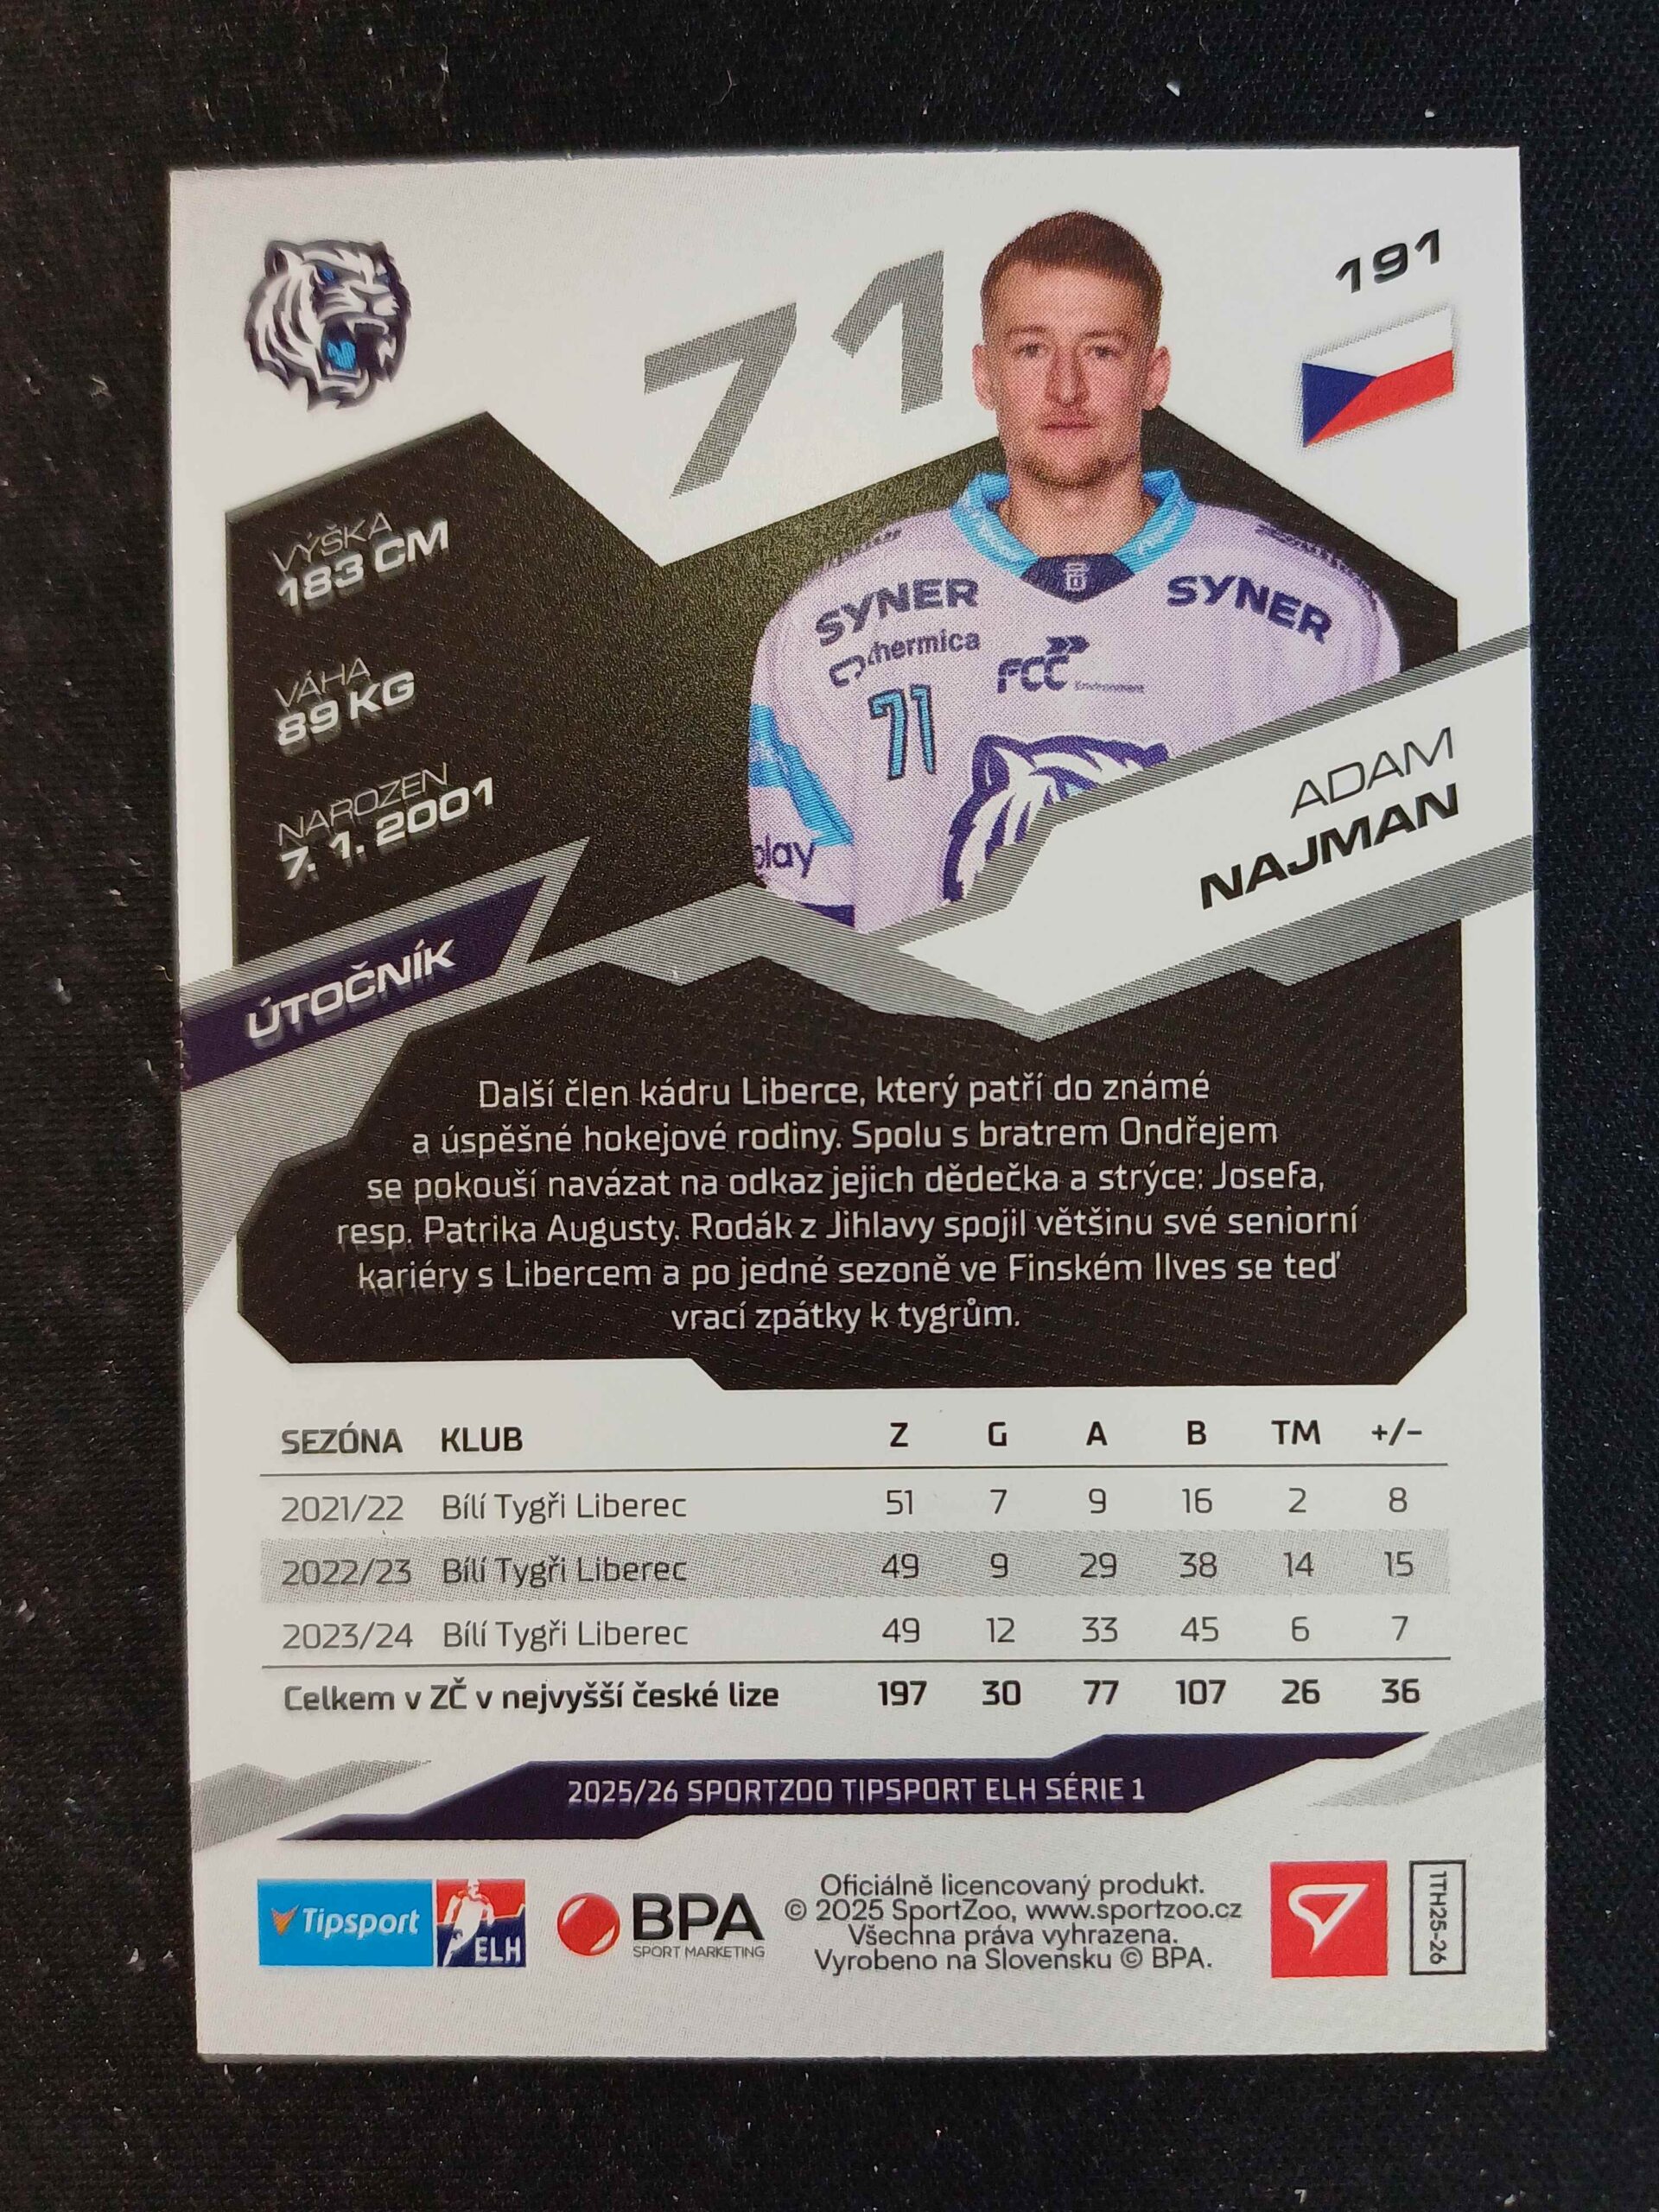 71
191
VÝŠKA
183 CM
VÁHA
89 KG
NAROZEN
7. 1. 2001
SYNER
SYNER
thermica
FCC
Environment
71
play
ADAM
NAJMAN
ÚTOČNÍK
Další člen kádru Liberce, který patří do známé
a úspěšné hokejové rodiny. Spolu s bratrem Ondřejem
se pokouší navázat na odkaz jejich dědečka a strýce: Josefa,
resp. Patrika Augusty. Rodák z Jihlavy spojil většinu své seniorní
kariéry s Libercem a po jedné sezoně ve Finském Ilves se teď
vrací zpátky k tygrům.
SEZÓNA KLUB Z G A B TM +/-
2021/22 Bílí Tygři Liberec 51 7 9 16 2 8
2022/23 Bílí Tygři Liberec 49 9 29 38 14 15
2023/24 Bílí Tygři Liberec 49 12 33 45 6 7
Celkem v ZČ v nejvyšší české lize 197 30 77 107 26 36
2025/26 SPORTZOO TIPSPORT ELH SÉRIE 1
Tipsport
ELH
BPA
SPORT MARKETING
Oficiálně licencovaný produkt.
© 2025 SportZoo, www.sportzoo.cz
Všechna práva vyhrazena.
Vyrobeno na Slovensku © BPA.
1TH25-26